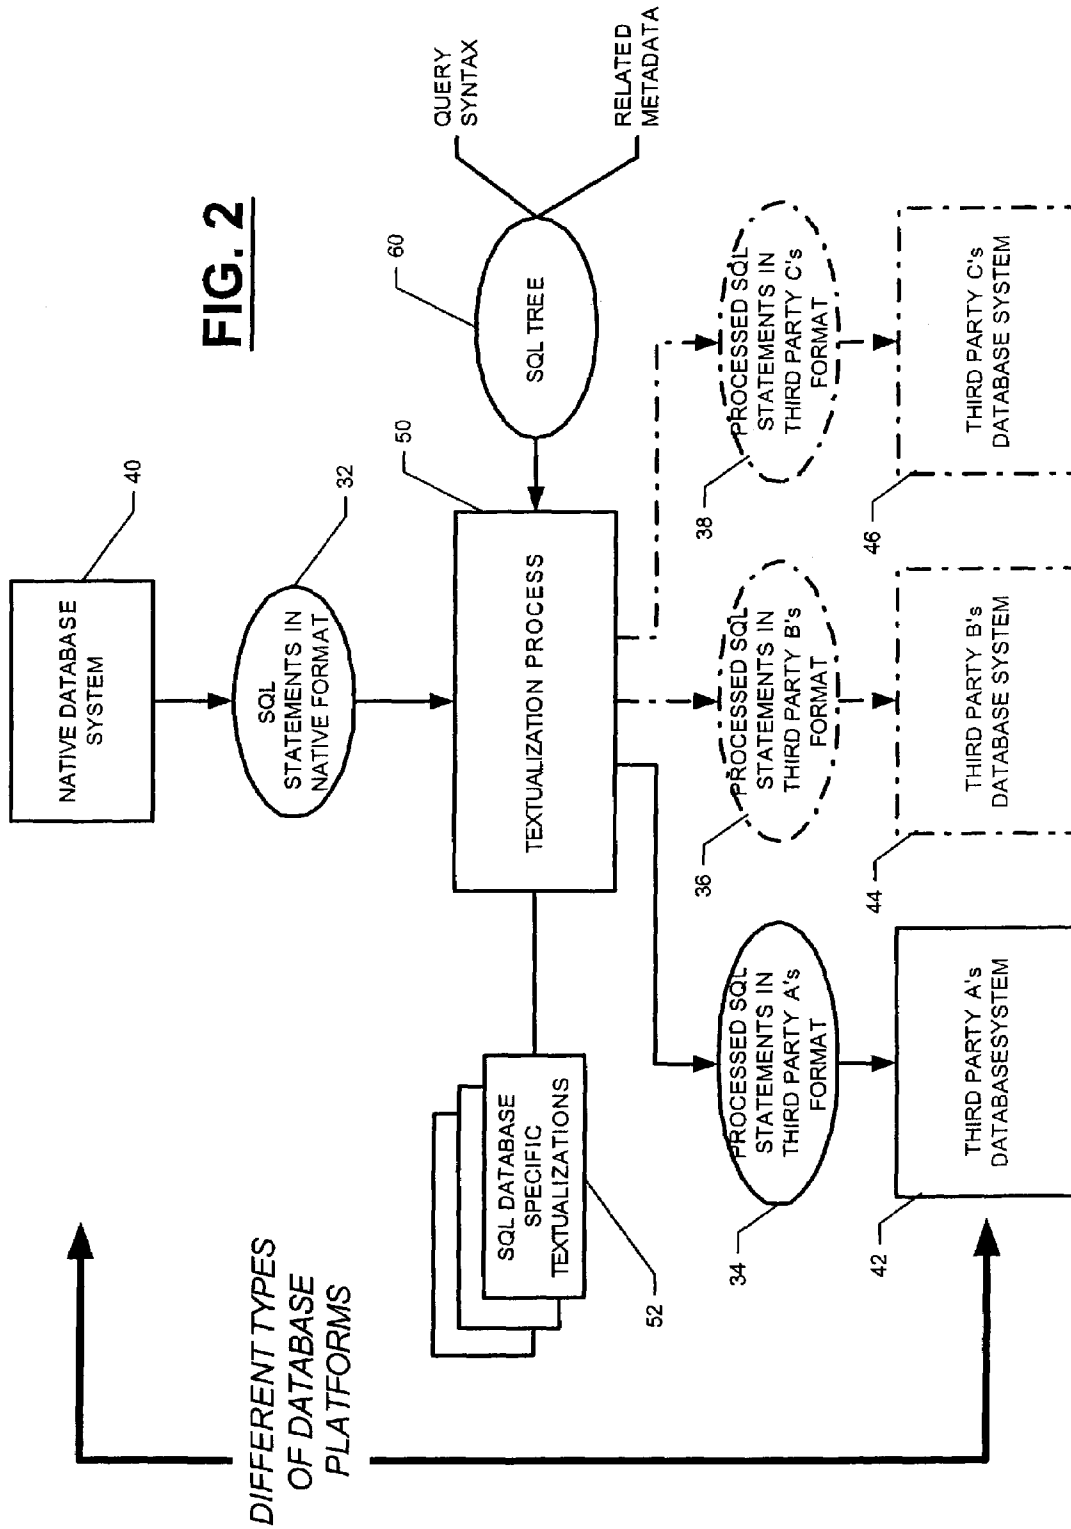 FIG. 2
DIFFERENT TYPES
OF DATABASE
PLATFORMS
NATIVE DATABASE
SYSTEM
40
SQL
STATEMENTS IN
NATIVE FORMAT
32
SQL DATABASE
SPECIFIC
TEXTUALIZATIONS
52
TEXTUALIZATION PROCESS
50
SQL TREE
60
QUERY
SYNTAX
RELATED
METADATA
PROCESSED SQL
STATEMENTS IN
THIRD PARTY A's
FORMAT
34
PROCESSED SQL
STATEMENTS IN
THIRD PARTY B's
FORMAT
36
PROCESSED SQL
STATEMENTS IN
THIRD PARTY C's
FORMAT
38
THIRD PARTY A's
DATABASESYSTEM
42
THIRD PARTY B's
DATABASE SYSTEM
44
THIRD PARTY C's
DATABASE SYSTEM
46